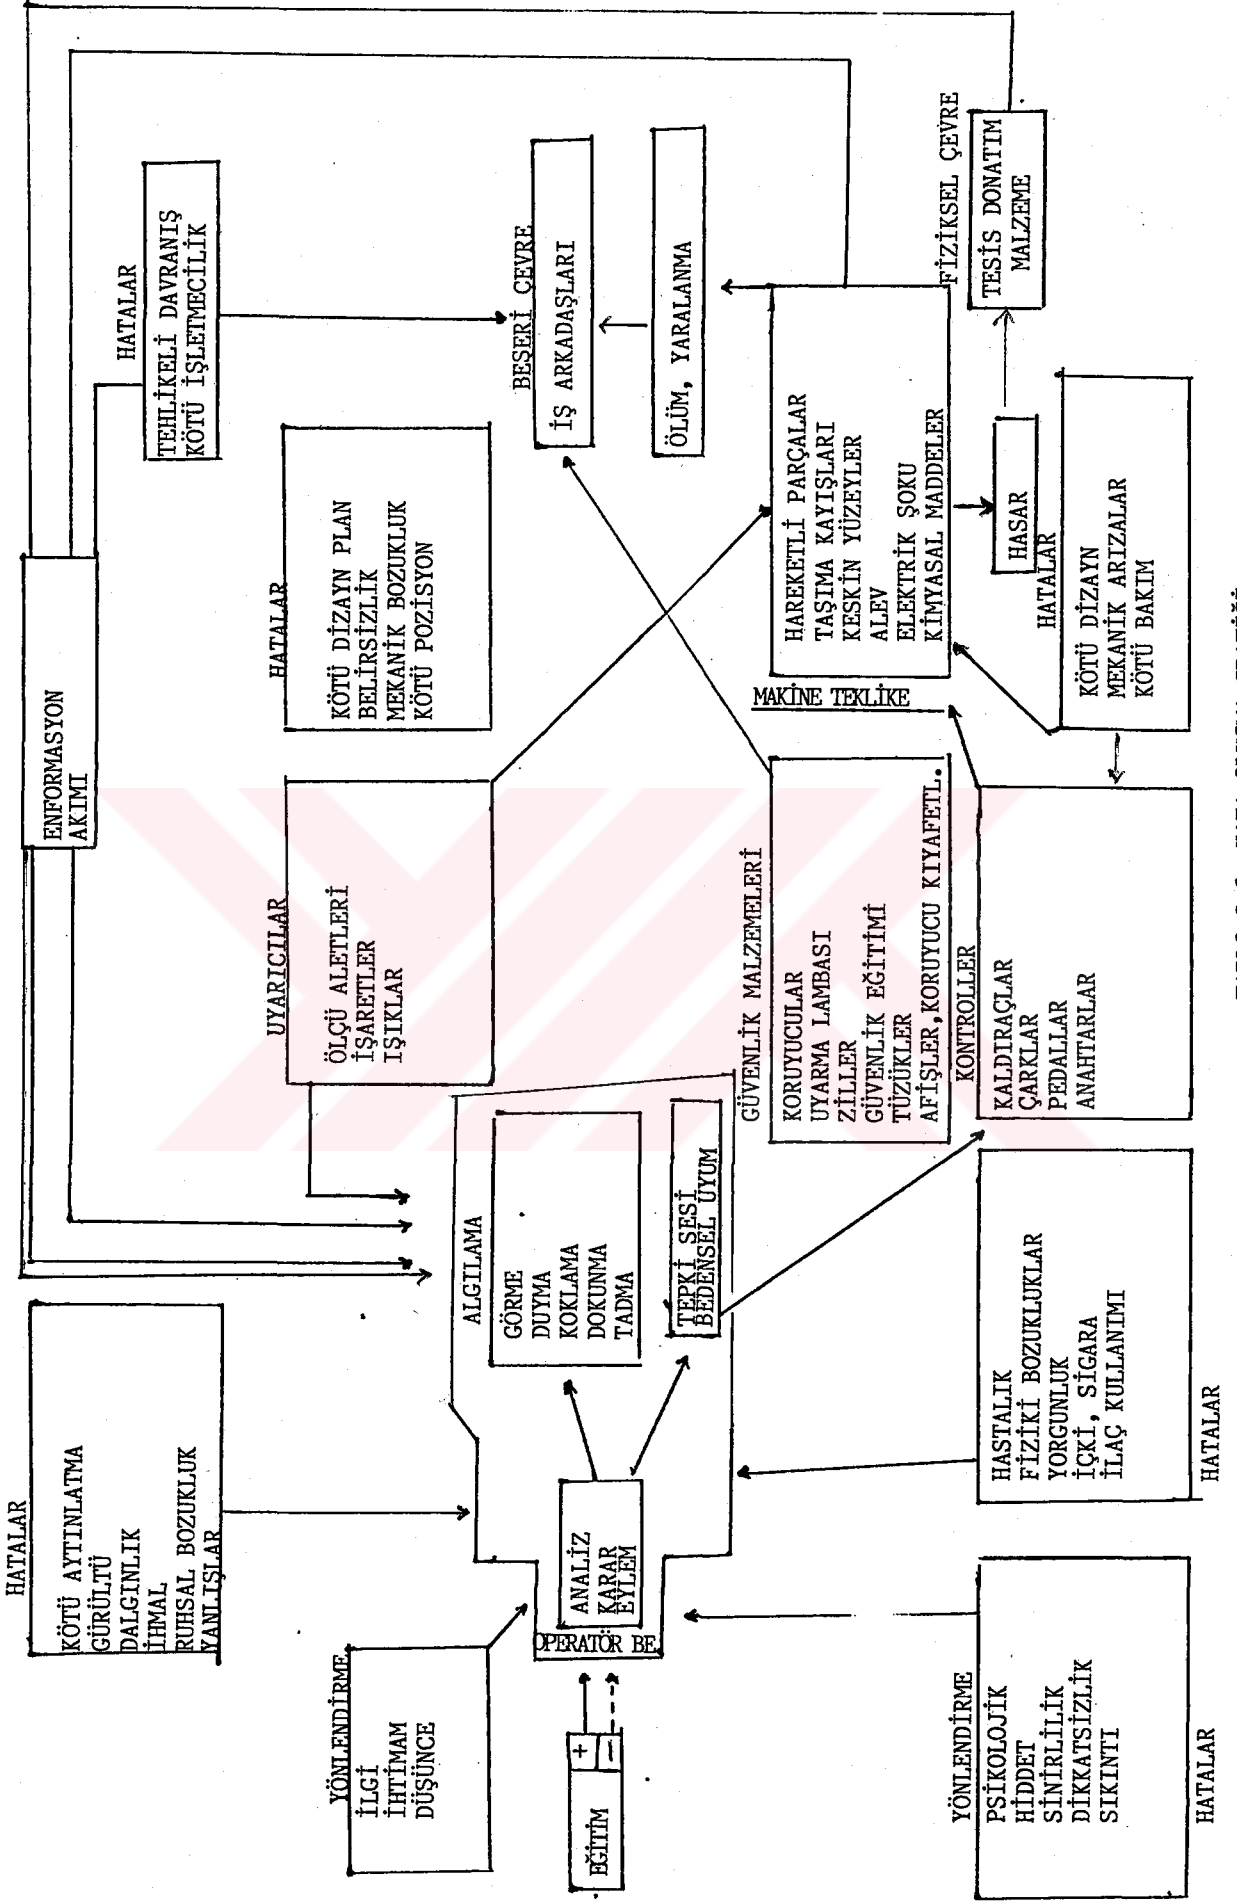 HATALAR
KÖTÜ AYTINLATMA
GÜRÜLTÜ
DALGINLIK
İHMAL
RUHSAL BOZUKLUK
YANLIŞLAR
ENFORMASYON
AKIMI
HATALAR
TEHLİKELİ DAVRANIŞ
KÖTÜ İŞLETMECİLİK
UYARICILAR
ÖLÇÜ ALETLERİ
İŞARETLER
IŞIKLAR
HATALAR
KÖTÜ DİZAYN PLAN
BELİRSİZLİK
MEKANİK BOZUKLUK
KÖTÜ POZİSYON
YÖNLENDİRME
İLGİ
İHTİMAM
DÜŞÜNCE
ALGILAMA
GÖRME
DUYMA
KOKLAMA
DOKUNMA
TADMA
BEŞERİ ÇEVRE
İŞ ARKADAŞLARI
ÖLÜM, YARALANMA
EĞİTİM
+
-
OPERATÖR BE.
ANALİZ
KARAR
EYLEM
TEPKİ SESİ
BEDENSEL UYUM
GÜVENLİK MALZEMELERİ
KORUYUCULAR
UYARMA LAMBASI
ZİLLER
GÜVENLİK EĞİTİMİ
TÜZÜKLER
AFİŞLER,KORUYUCU KIYAFETL.
MAKİNE TEKLİKE
HAREKETLİ PARÇALAR
TAŞIMA KAYIŞLARI
KESKİN YÜZEYLER
ALEV
ELEKTRİK ŞOKU
KİMYASAL MADDELER
FİZİKSEL ÇEVRE
TESİS DONATIM
MALZEME
HASAR
YÖNLENDİRME
PSİKOLOJİK
HİDDET
SİNİRLİLİK
DİKKATSİZLİK
SIKINTI
HATALAR
HASTALIK
FİZİKİ BOZUKLUKLAR
YORGUNLUK
İÇKİ, SİGARA
İLAÇ KULLANIMI
HATALAR
KONTROLLER
KALDIRAÇLAR
ÇARKLAR
PEDALLAR
ANAHTARLAR
HATALAR
KÖTÜ DİZAYN
MEKANİK ARIZALAR
KÖTÜ BAKIM